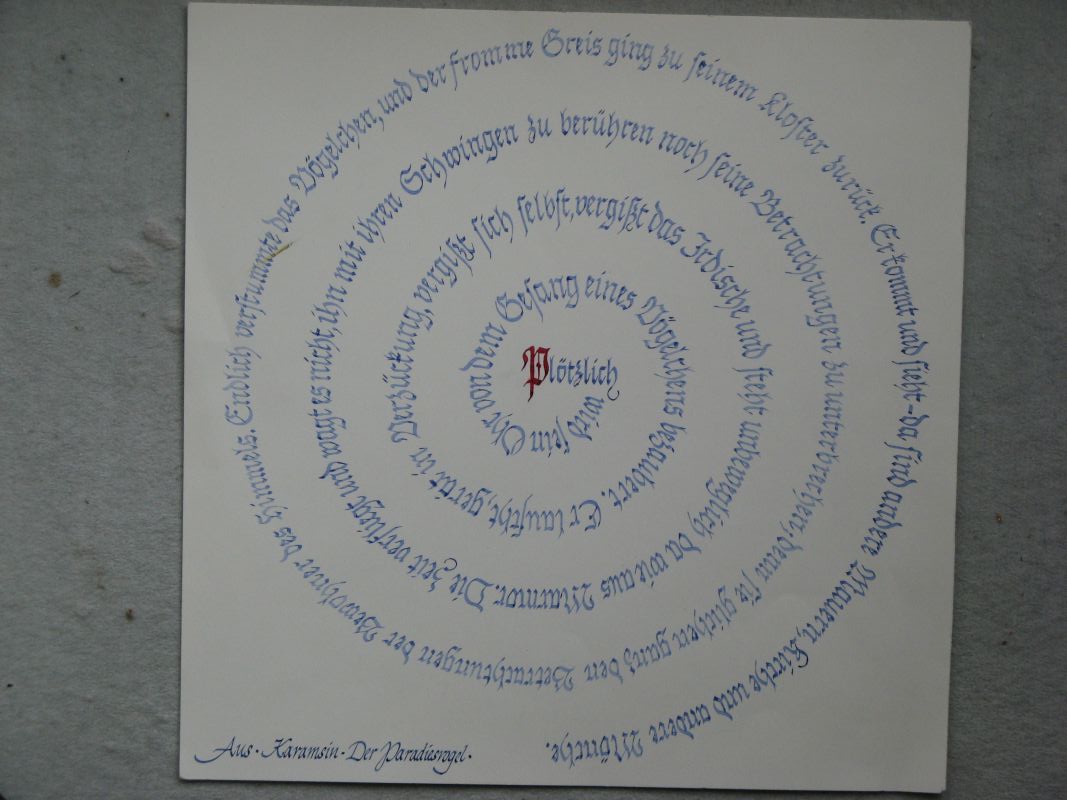 Plötzlich wird sein Ohr von dem Gesang eines Vögelchens bezaubert. Er lauscht, gerät in Verzückung, vergißt sich selbst, vergißt das Irdische und steht unbeweglich da wie aus Marmor. Die Zeit verfliegt und wagt es nicht, ihn mit ihren Schwingen zu berühren noch seine Betrachtungen zu unterbrechen, denn sie glichen ganz den Betrachtungen der Bewohner des Himmels. Endlich verstummte das Vögelchen, und der fromme Greis ging zu seinem Kloster zurück. Er kommt und sieht - da sind andere Mauern, Kirche und andere Mönche.
Aus · Karamsin · Der Paradiesvogel ·